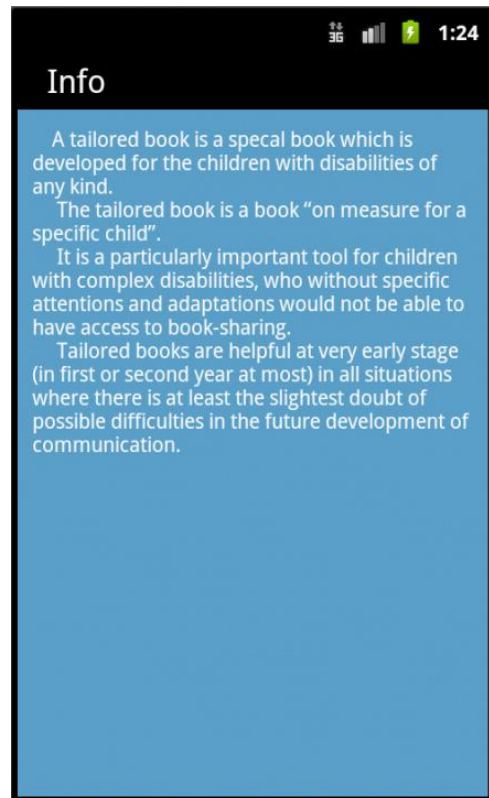 3G 1:24
Info
A tailored book is a specal book which is
developed for the children with disabilities of
any kind.
The tailored book is a book “on measure for a
specific child”.
It is a particularly important tool for children
with complex disabilities, who without specific
attentions and adaptations would not be able to
have access to book-sharing.
Tailored books are helpful at very early stage
(in first or second year at most) in all situations
where there is at least the slightest doubt of
possible difficulties in the future development of
communication.